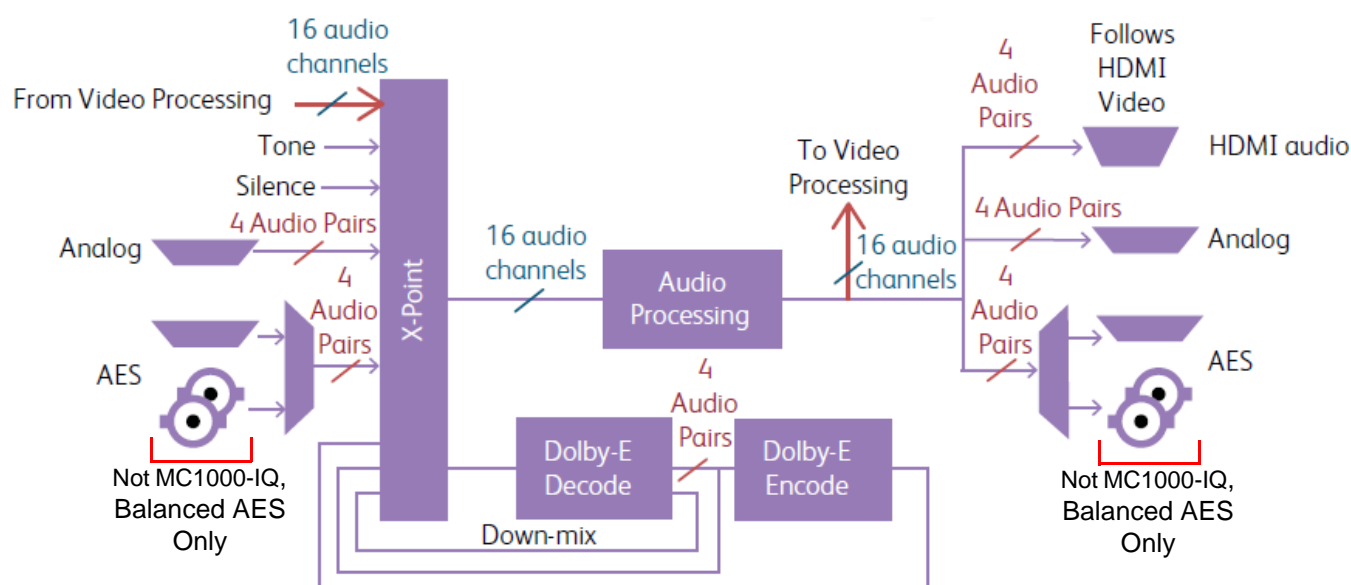 16 audio
channels
From Video Processing
Tone
Silence
4 Audio Pairs
Analog
4
Audio
Pairs
AES
Not MC1000-IQ,
Balanced AES
Only
X-Point
16 audio
channels
Audio
Processing
To Video
Processing
16 audio
channels
4
Audio
Pairs
Dolby-E
Decode
Dolby-E
Encode
Down-mix
4
Audio
Pairs
Follows
HDMI
Video
HDMI audio
4 Audio Pairs
Analog
4
Audio
Pairs
AES
Not MC1000-IQ,
Balanced AES
Only